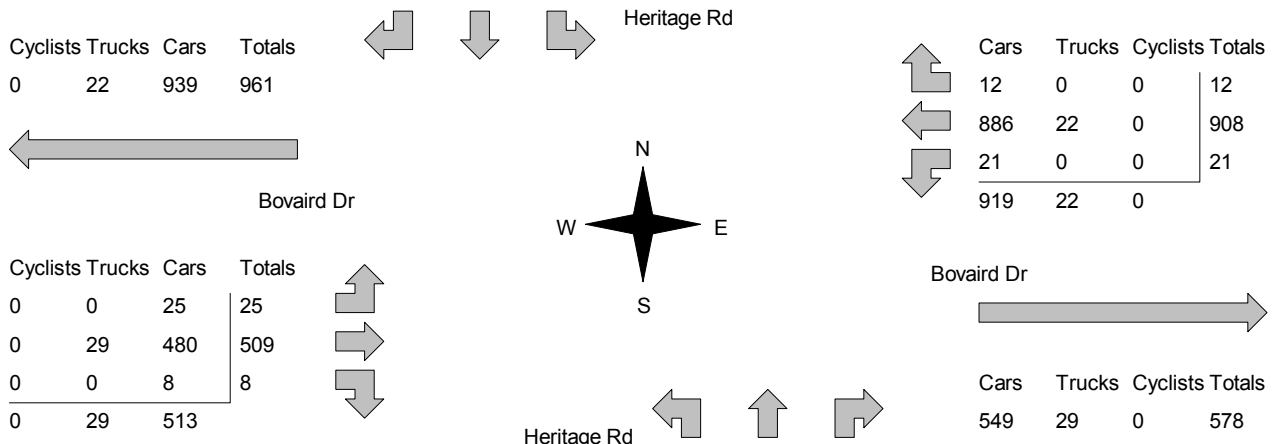 Heritage Rd
Cyclists Trucks Cars Totals
0 22 939 961
Bovaird Dr
Cars Trucks Cyclists Totals
12 0 0 12
886 22 0 908
21 0 0 21
919 22 0
N
W E
S
Cyclists Trucks Cars Totals
0 0 25 25
0 29 480 509
0 0 8 8
0 29 513
Bovaird Dr
Cars Trucks Cyclists Totals
549 29 0 578
Heritage Rd